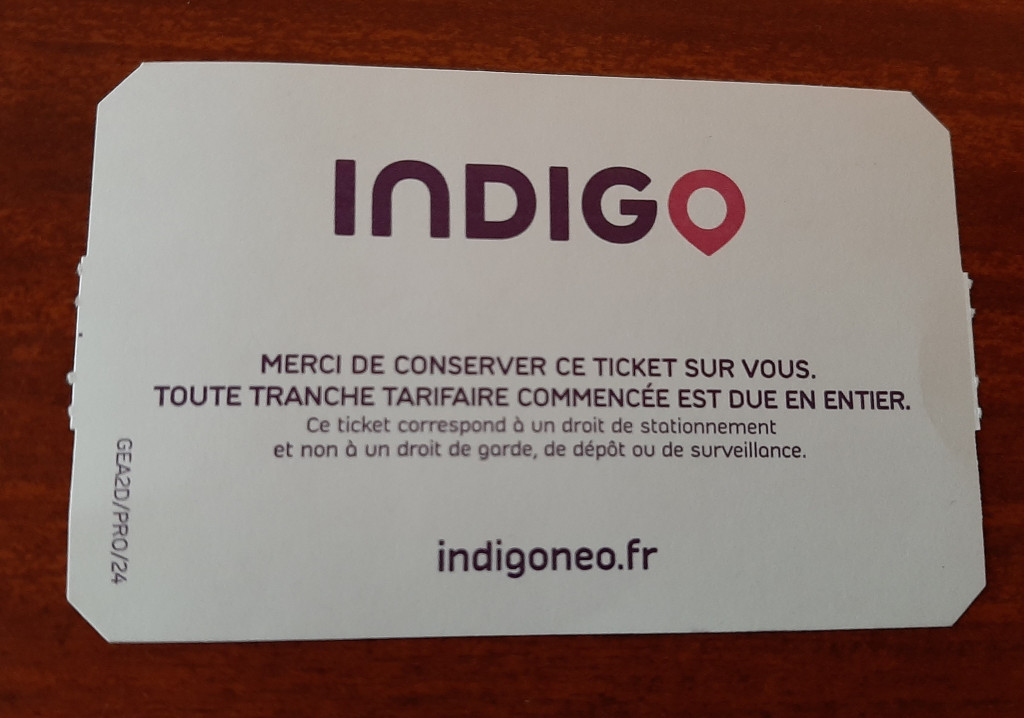 INDIGO
MERCI DE CONSERVER CE TICKET SUR VOUS.
TOUTE TRANCHE TARIFAIRE COMMENCÉE EST DUE EN ENTIER.
Ce ticket correspond à un droit de stationnement
et non à un droit de garde, de dépôt ou de surveillance.
GEA2D/PRO/24
indigoneo.fr